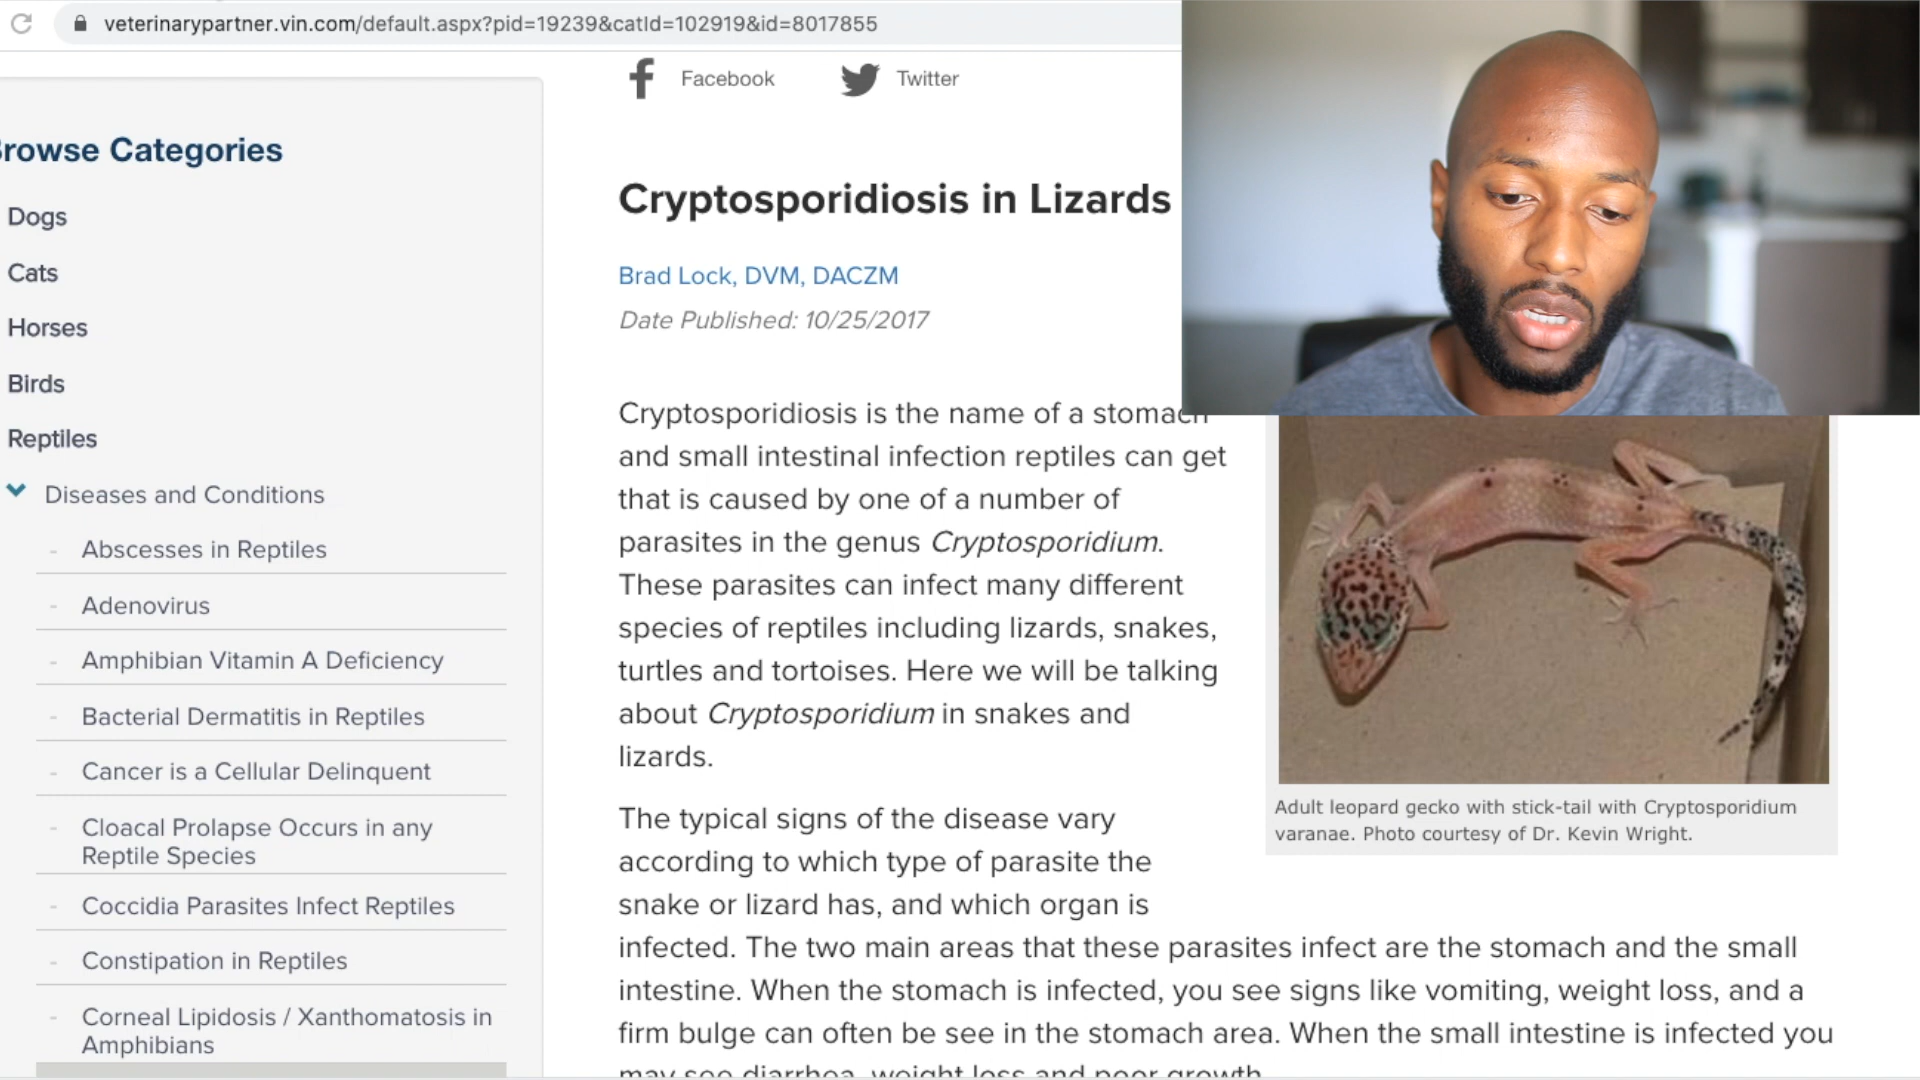 veterinarypartner.vin.com/default.aspx?pid=19239&catId=102919&id=8017855
Facebook
Twitter
rowse Categories
Dogs
Cats
Horses
Birds
Reptiles
Diseases and Conditions
- Abscesses in Reptiles
- Adenovirus
- Amphibian Vitamin A Deficiency
- Bacterial Dermatitis in Reptiles
- Cancer is a Cellular Delinquent
- Cloacal Prolapse Occurs in any
Reptile Species
- Coccidia Parasites Infect Reptiles
- Constipation in Reptiles
- Corneal Lipidosis / Xanthomatosis in
Amphibians
Cryptosporidiosis in Lizards
Brad Lock, DVM, DACZM
Date Published: 10/25/2017
Cryptosporidiosis is the name of a stomach
and small intestinal infection reptiles can get
that is caused by one of a number of
parasites in the genus Cryptosporidium.
These parasites can infect many different
species of reptiles including lizards, snakes,
turtles and tortoises. Here we will be talking
about Cryptosporidium in snakes and
lizards.
Adult leopard gecko with stick-tail with Cryptosporidium
varanae. Photo courtesy of Dr. Kevin Wright.
The typical signs of the disease vary
according to which type of parasite the
snake or lizard has, and which organ is
infected. The two main areas that these parasites infect are the stomach and the small
intestine. When the stomach is infected, you see signs like vomiting, weight loss, and a
firm bulge can often be see in the stomach area. When the small intestine is infected you
may see diarrhea, weight loss and poor growth.